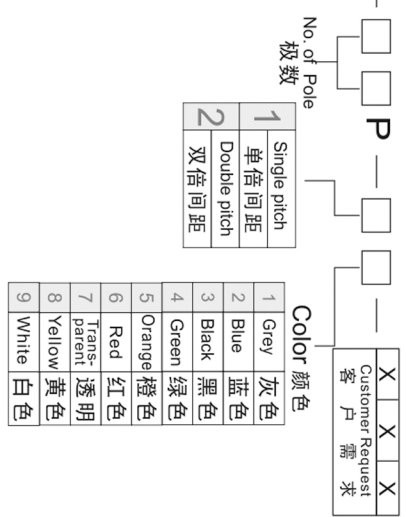 P
X X X
No. of Pole
极数
1 Single pitch
单倍间距
2 Double pitch
双倍间距
Color 颜色
1 Grey 灰色
2 Blue 蓝色
3 Black 黑色
4 Green 绿色
5 Orange 橙色
6 Red 红色
7 Trans-
parent 透明
8 Yellow 黄色
9 White 白色
Customer Request
客户需求